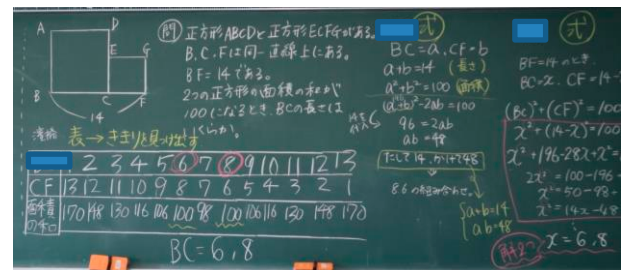 A D
E G
B C F
14
問 正方形ABCDと正方形ECFGがある。
B、C、Fは同一直線上にある。
BF=14である。
2つの正方形の面積の和が
100になるとき、BCの長さは
いくらか。
表→きまりを見つけ出す
1 2 3 4 5 6 7 8 9 10 11 12 13
CF 13 12 11 10 9 8 7 6 5 4 3 2 1
面積の和 170 148 130 116 106 100 98 100 106 116 130 148 170
BC=6,8
式
BC=a、CF=b
a+b=14 (長さ)
a²+b²=100 (面積)
(a+b)²-2ab=100
96=2ab
ab=48
たして14、かけて48
8と6の組み合わせ。
a+b=14
ab=48
式
BF=14のとき、
BC=x、CF=14-
(BC)²+(CF)²=100
x²+(14-x)²=100
x²+196-28x+x²=
2x²=100-196+
x²=50-98+
x²=14x-48
解2つ x=6,8